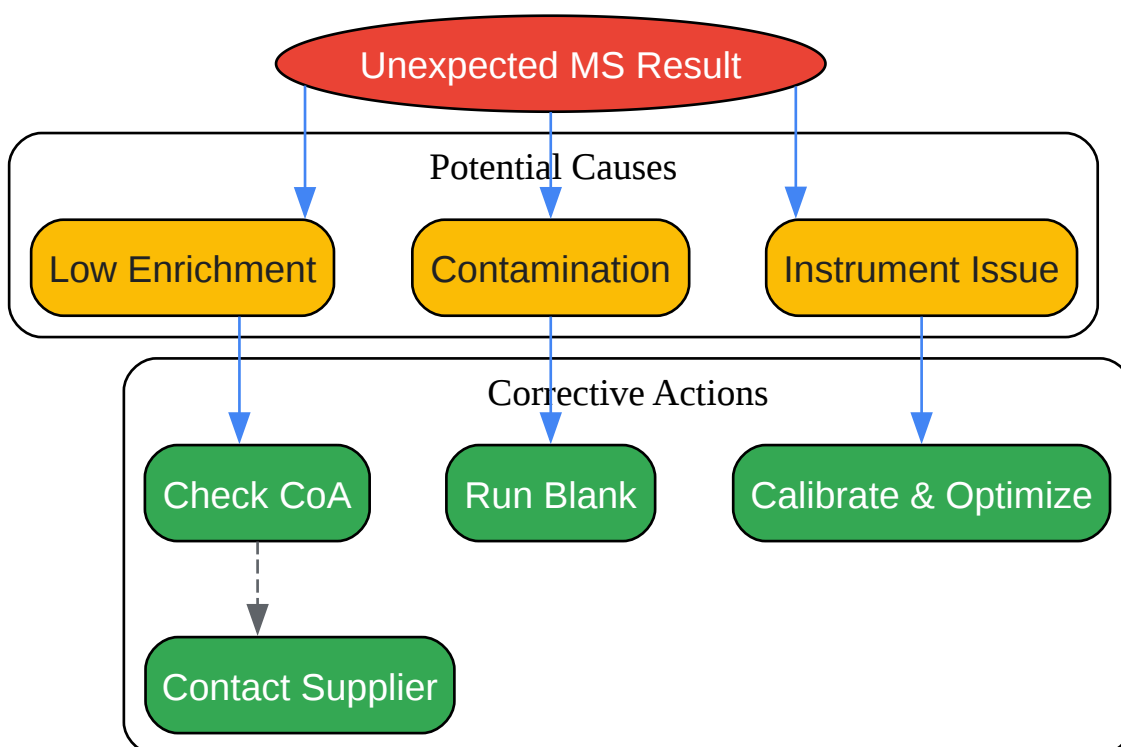 Unexpected MS Result
Potential Causes
Low Enrichment
Contamination
Instrument Issue
Corrective Actions
Check CoA
Run Blank
Calibrate & Optimize
Contact Supplier